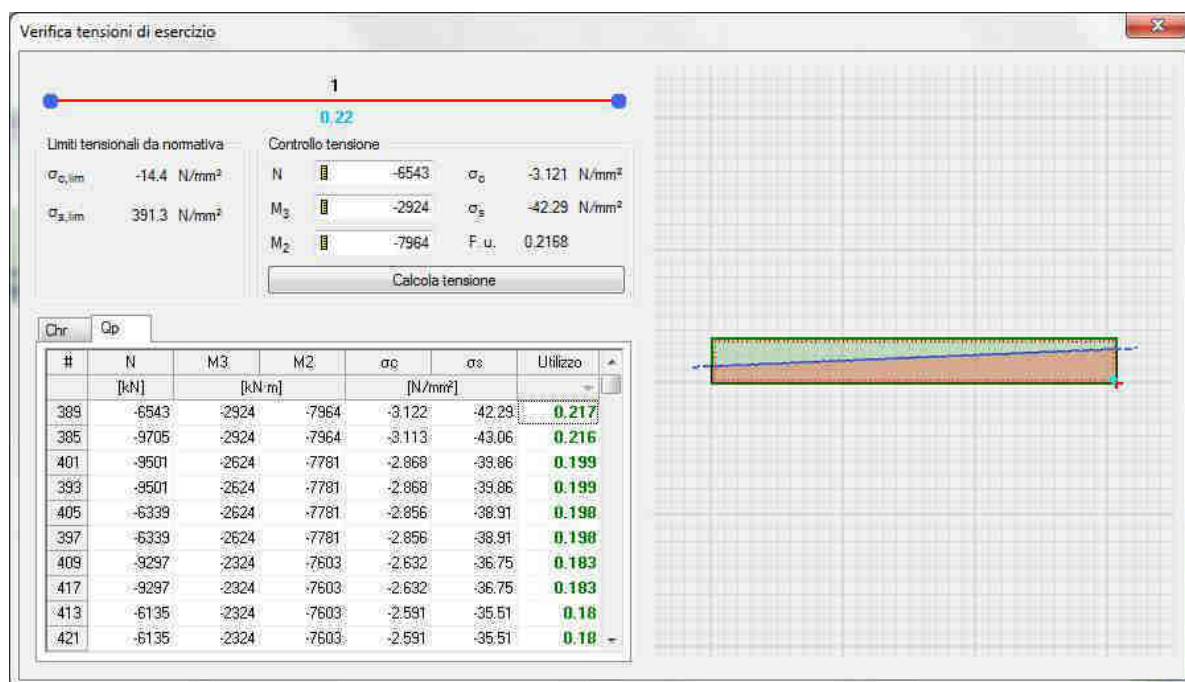 Verifica tensioni di esercizio
1
0.22
Limiti tensionali da normativa
σc,lim -14.4 N/mm²
σs,lim 391.3 N/mm²
Controllo tensione
N -6543 σc -3.121 N/mm²
M3 -2924 σs -42.29 N/mm²
M2 -7964 F. u. 0.2168
Calcola tensione
Chr Qp
# N M3 M2 σc σs Utilizzo
[kN] [kN·m] [N/mm²]
389 -6543 -2924 -7964 -3.122 -42.29 0.217
385 -9705 -2924 -7964 -3.113 -43.06 0.216
401 -9501 -2624 -7781 -2.868 -39.86 0.199
393 -9501 -2624 -7781 -2.868 -39.86 0.199
405 -6339 -2624 -7781 -2.856 -38.91 0.198
397 -6339 -2624 -7781 -2.856 -38.91 0.198
409 -9297 -2324 -7603 -2.632 -36.75 0.183
417 -9297 -2324 -7603 -2.632 -36.75 0.183
413 -6135 -2324 -7603 -2.591 -35.51 0.18
421 -6135 -2324 -7603 -2.591 -35.51 0.18